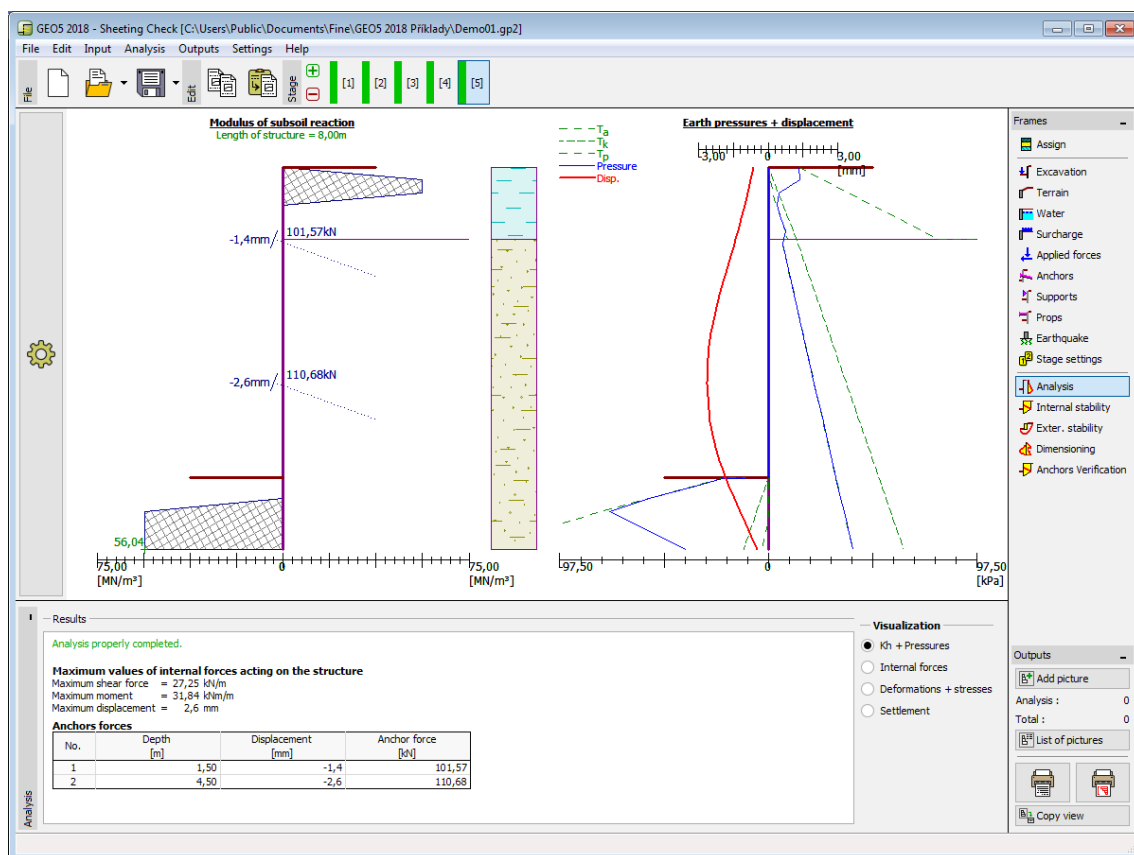 GEO5 2018 - Sheeting Check [C:\Users\Public\Documents\Fine\GEO5 2018 Příklady\Demo01.gp2]
File Edit Input Analysis Outputs Settings Help
File
Edit
Stage
[1] [2] [3] [4] [5]
Modulus of subsoil reaction
Length of structure = 8,00m
101,57kN
-1,4mm
110,68kN
-2,6mm
56,04
75,00 0 75,00
[MN/m³] [MN/m³]
Ta
Tk
Tp
Pressure
Disp.
Earth pressures + displacement
-3,00 0 3,00
[mm]
-97,50 0 97,50
[kPa]
Frames
Assign
Excavation
Terrain
Water
Surcharge
Applied forces
Anchors
Supports
Props
Earthquake
Stage settings
Analysis
Internal stability
Exter. stability
Dimensioning
Anchors Verification
Analysis
Results
Analysis properly completed.
Maximum values of internal forces acting on the structure
Maximum shear force = 27,25 kN/m
Maximum moment = 31,84 kNm/m
Maximum displacement = 2,6 mm
Anchors forces
No. Depth Displacement Anchor force
[m] [mm] [kN]
1 1,50 -1,4 101,57
2 4,50 -2,6 110,68
Visualization
Kh + Pressures
Internal forces
Deformations + stresses
Settlement
Outputs
Add picture
Analysis : 0
Total : 0
List of pictures
Copy view